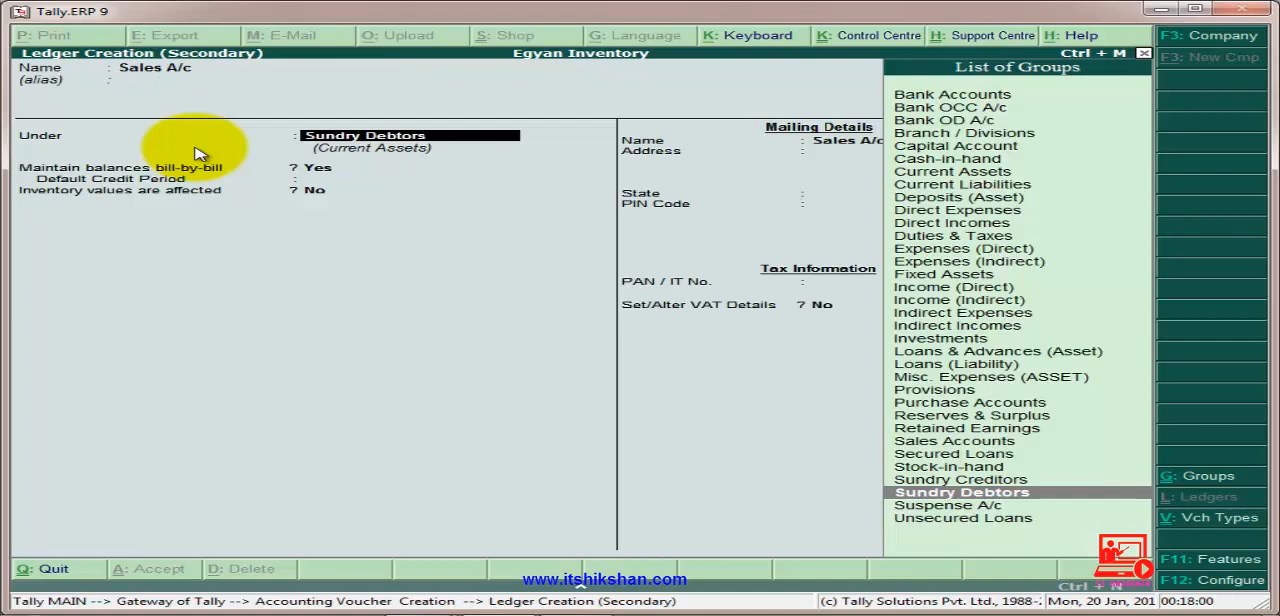 Tally.ERP 9
P: Print E: Export M: E-Mail O: Upload S: Shop G: Language K: Keyboard K: Control Centre H: Support Centre H: Help F3: Company
Ledger Creation (Secondary) Egyan Inventory Ctrl + M
F3: New Cmp
Name : Sales A/c
(alias) :
List of Groups
Bank Accounts
Bank OCC A/c
Bank OD A/c
Branch / Divisions
Capital Account
Cash-in-hand
Current Assets
Current Liabilities
Deposits (Asset)
Direct Expenses
Direct Incomes
Duties & Taxes
Expenses (Direct)
Expenses (Indirect)
Fixed Assets
Income (Direct)
Income (Indirect)
Indirect Expenses
Indirect Incomes
Investments
Loans & Advances (Asset)
Loans (Liability)
Misc. Expenses (ASSET)
Provisions
Purchase Accounts
Reserves & Surplus
Retained Earnings
Sales Accounts
Secured Loans
Stock-in-hand
Sundry Creditors
Sundry Debtors
Suspense A/c
Unsecured Loans
Under : Sundry Debtors
(Current Assets)
Maintain balances bill-by-bill ? Yes
Default Credit Period :
Inventory values are affected ? No
Mailing Details
Name : Sales A/c
Address :
State :
PIN Code :
Tax Information
PAN / IT No. :
Set/Alter VAT Details ? No
G: Groups
L: Ledgers
V: Vch Types
F11: Features
F12: Configure
Q: Quit A: Accept D: Delete
www.itshikshan.com
Ctrl + N
Tally MAIN --> Gateway of Tally --> Accounting Voucher Creation --> Ledger Creation (Secondary) (c) Tally Solutions Pvt. Ltd., 1988-2 Mon, 20 Jan, 201 00:18:00